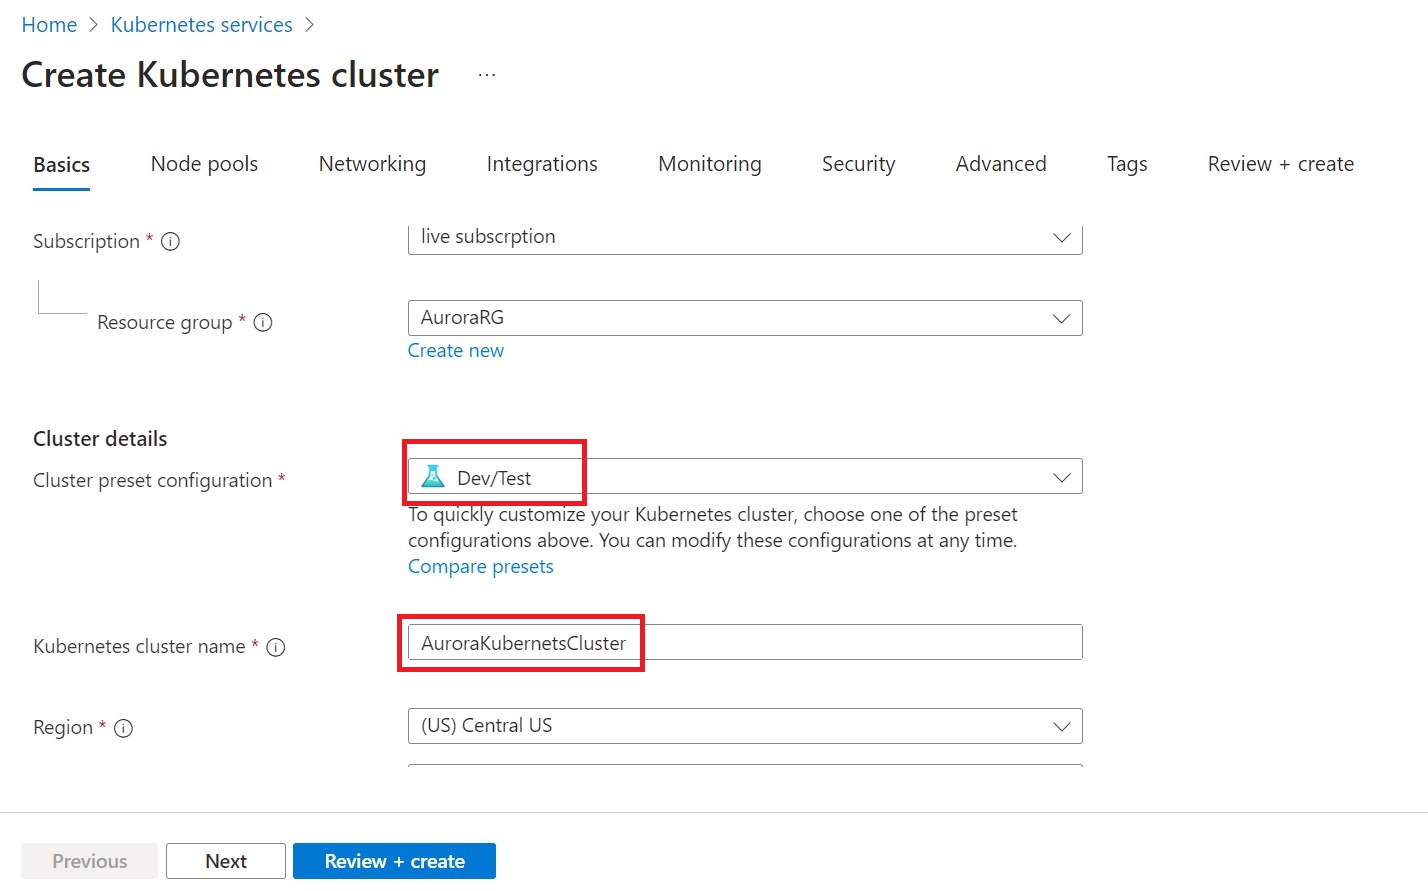 Home > Kubernetes services >
Create Kubernetes cluster ...
Basics Node pools Networking Integrations Monitoring Security Advanced Tags Review + create
Subscription * live subscrption
Resource group * AuroraRG
Create new
Cluster details
Cluster preset configuration * Dev/Test
To quickly customize your Kubernetes cluster, choose one of the preset
configurations above. You can modify these configurations at any time.
Compare presets
Kubernetes cluster name * AuroraKubernetsCluster
Region * (US) Central US
Previous Next Review + create